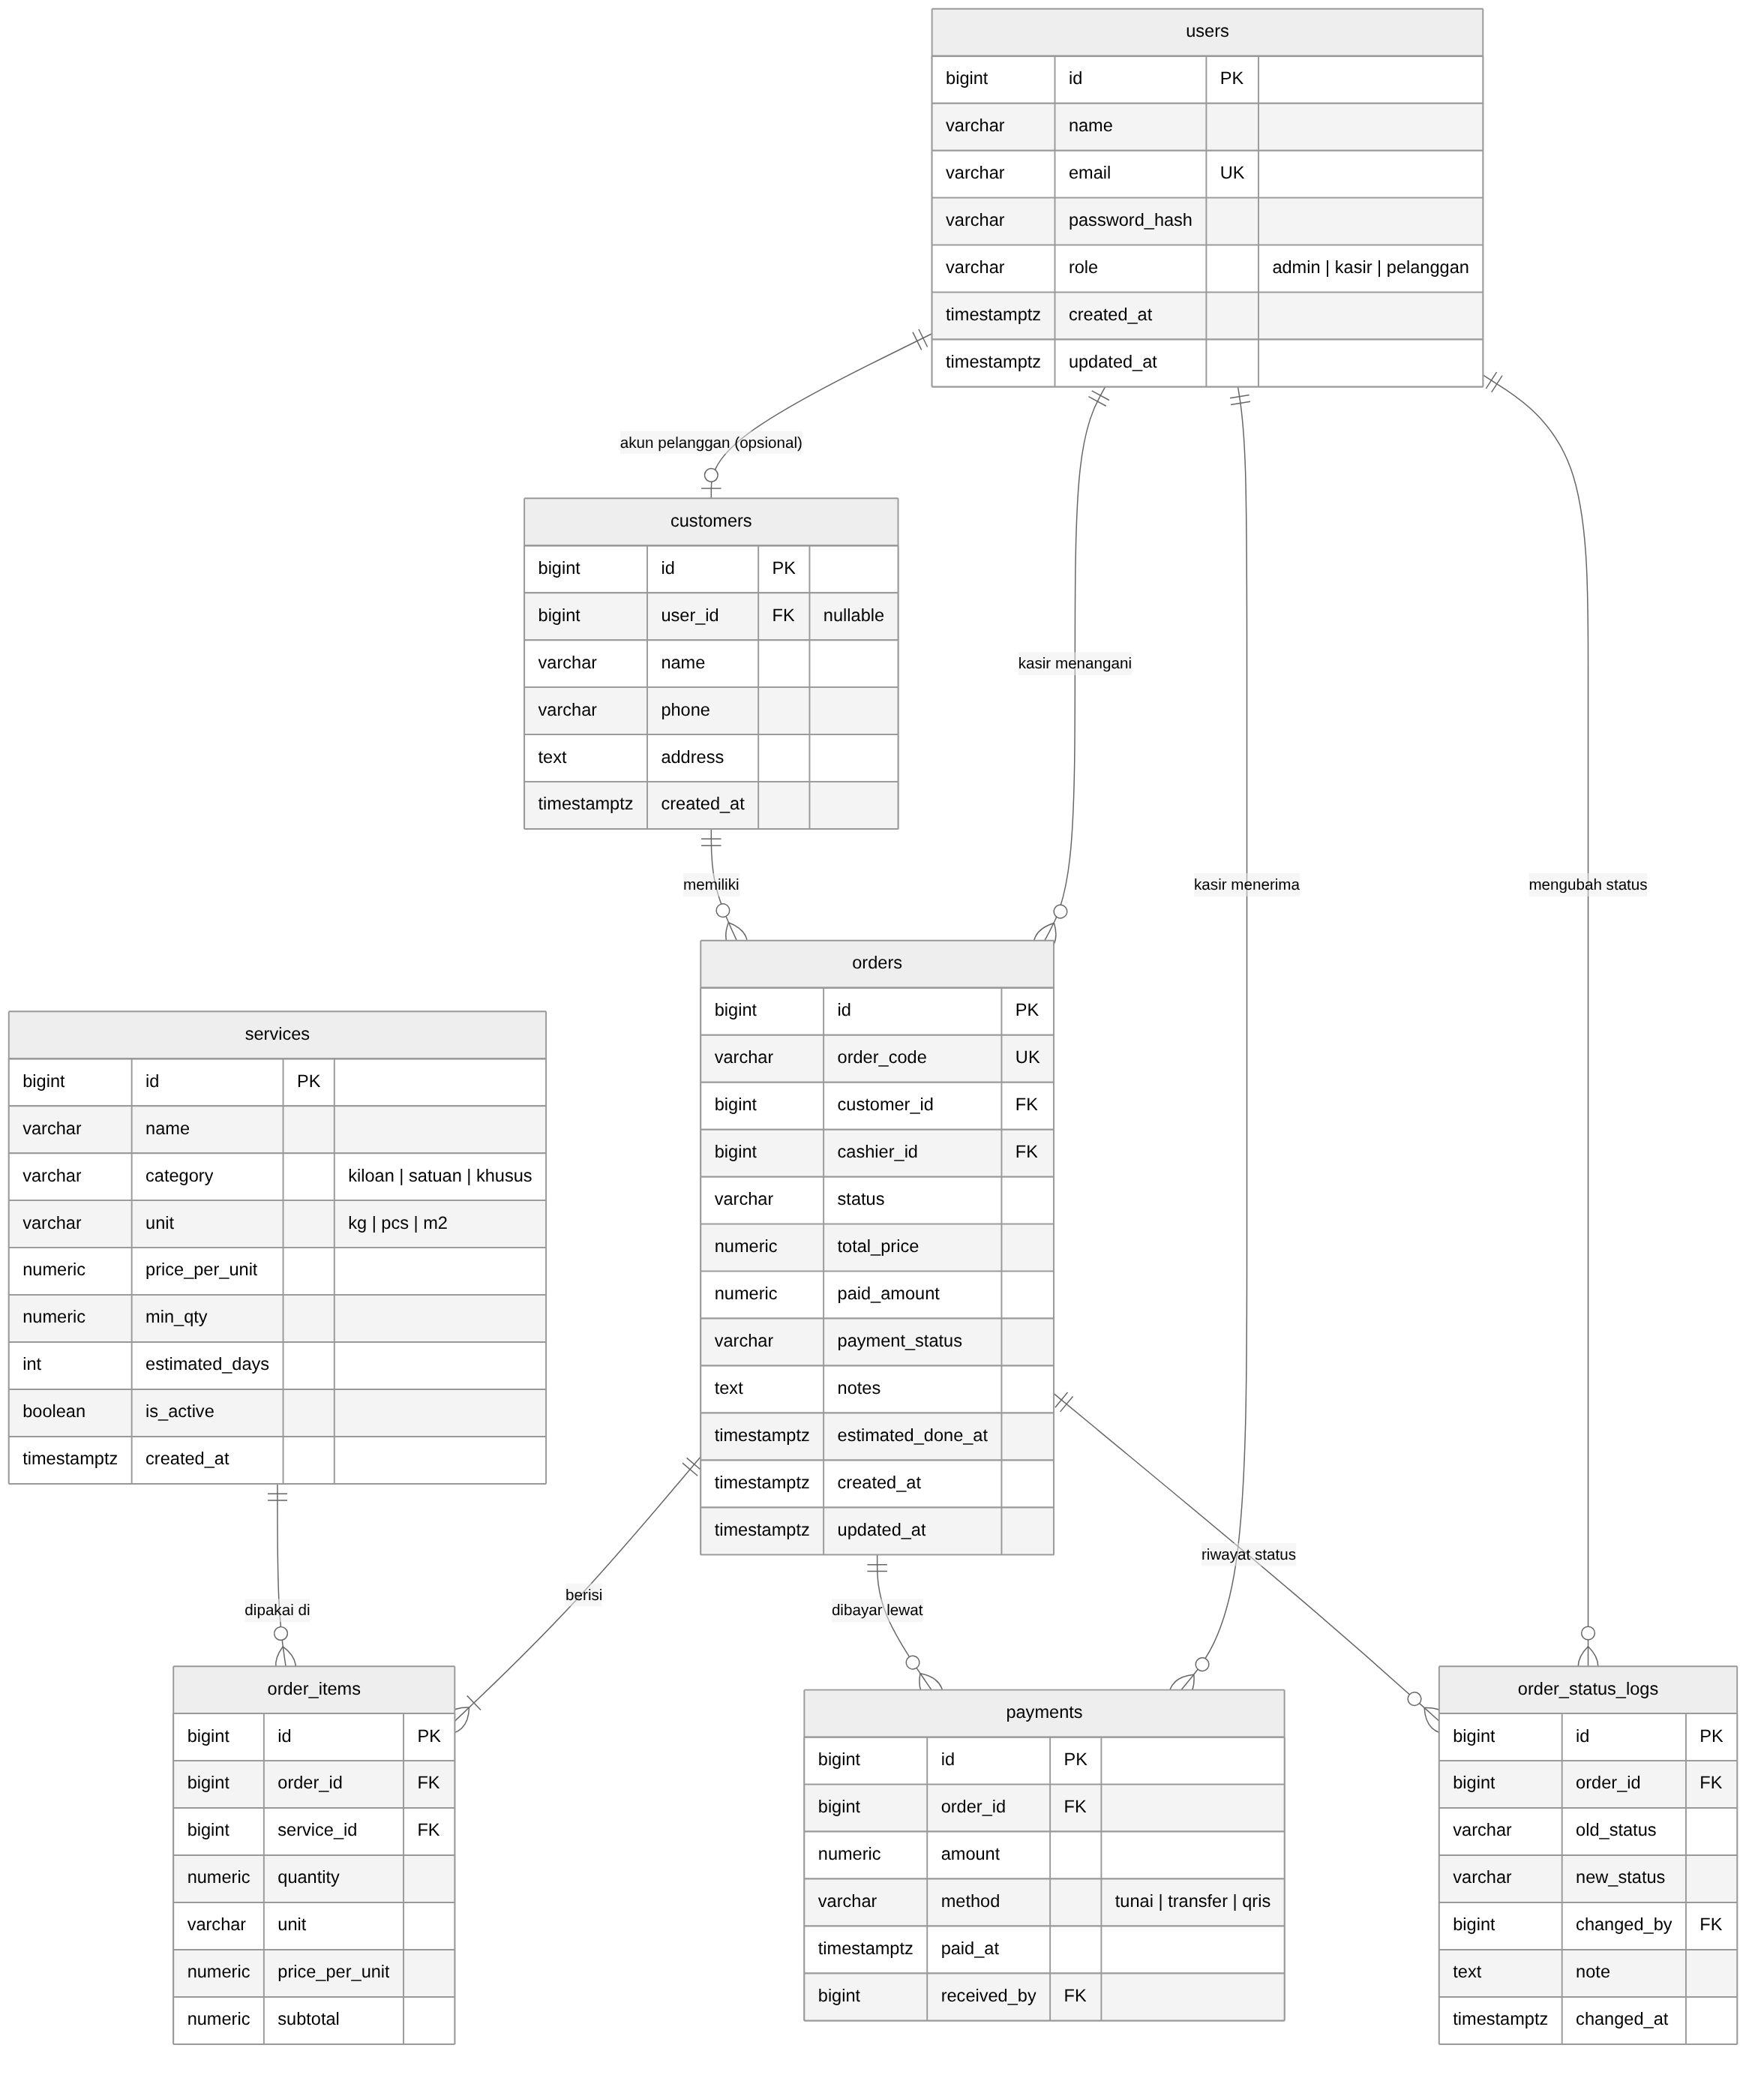 users
bigint id PK
varchar name
varchar email UK
varchar password_hash
varchar role admin | kasir | pelanggan
timestamptz created_at
timestamptz updated_at
akun pelanggan (opsional)
customers
bigint id PK
bigint user_id FK nullable
varchar name
varchar phone
text address
timestamptz created_at
kasir menangani
memiliki
kasir menerima
mengubah status
orders
bigint id PK
varchar order_code UK
bigint customer_id FK
bigint cashier_id FK
varchar status
numeric total_price
numeric paid_amount
varchar payment_status
text notes
timestamptz estimated_done_at
timestamptz created_at
timestamptz updated_at
services
bigint id PK
varchar name
varchar category kiloan | satuan | khusus
varchar unit kg | pcs | m2
numeric price_per_unit
numeric min_qty
int estimated_days
boolean is_active
timestamptz created_at
riwayat status
berisi
dipakai di
dibayar lewat
order_items
bigint id PK
bigint order_id FK
bigint service_id FK
numeric quantity
varchar unit
numeric price_per_unit
numeric subtotal
payments
bigint id PK
bigint order_id FK
numeric amount
varchar method tunai | transfer | qris
timestamptz paid_at
bigint received_by FK
order_status_logs
bigint id PK
bigint order_id FK
varchar old_status
varchar new_status
bigint changed_by FK
text note
timestamptz changed_at